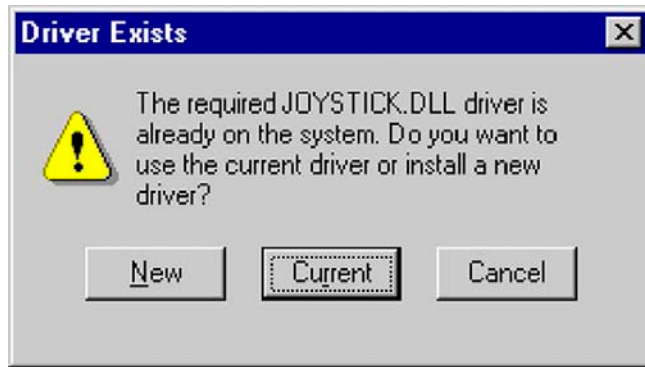 Driver Exists
The required JOYSTICK.DLL driver is
already on the system. Do you want to
use the current driver or install a new
driver?
New Current Cancel